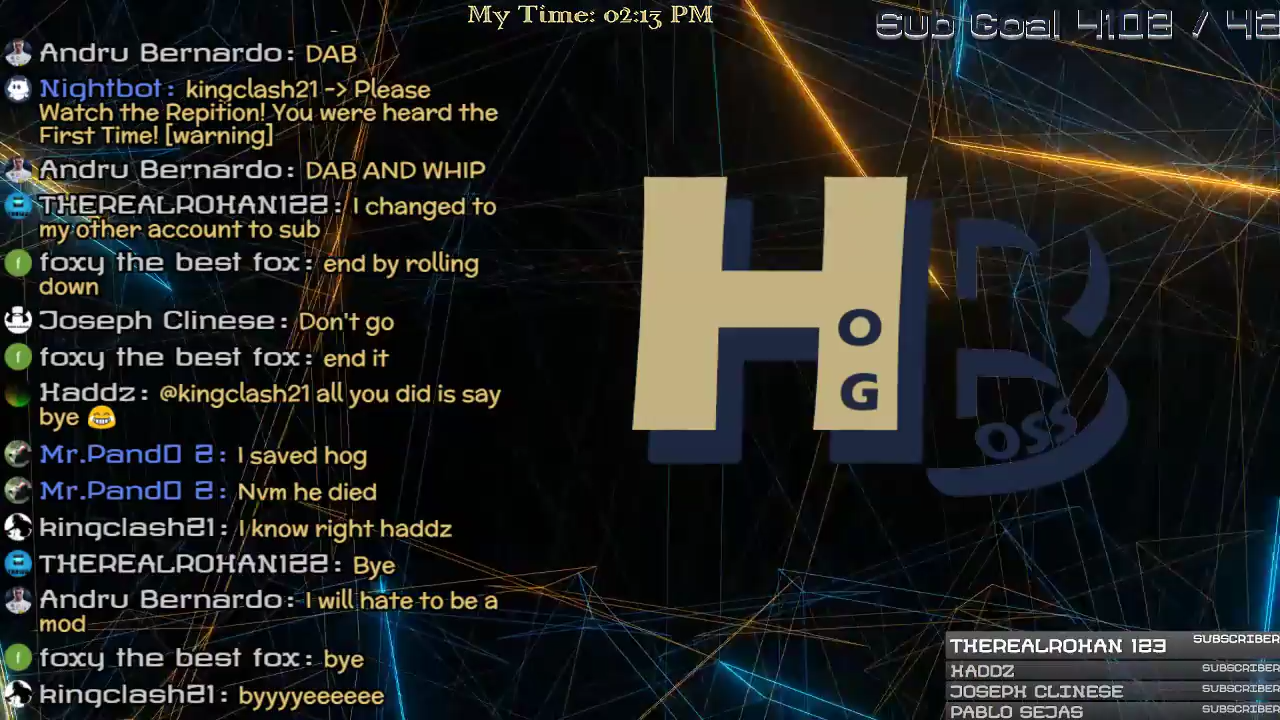 My Time: 02:13 PM
Sub Goal 4102 / 42
Andru Bernardo: DAB
Nightbot: kingclash21 -> Please
Watch the Repition! You were heard the
First Time! [warning]
Andru Bernardo: DAB AND WHIP
THEREALROHAN122: I changed to
my other account to sub
foxy the best fox: end by rolling
down
Joseph Clinese: Don't go
foxy the best fox: end it
Haddz: @kingclash21 all you did is say
bye 😂
Mr.PandO 2: I saved hog
Mr.PandO 2: Nvm he died
kingclash21: I know right haddz
THEREALROHAN122: Bye
Andru Bernardo: I will hate to be a
mod
foxy the best fox: bye
kingclash21: byyyyeeeeee
HOG
BOSS
THEREALROHAN 123 SUBSCRIBER
HADDZ SUBSCRIBER
JOSEPH CLINESE SUBSCRIBER
PABLO SEJAS SUBSCRIBER